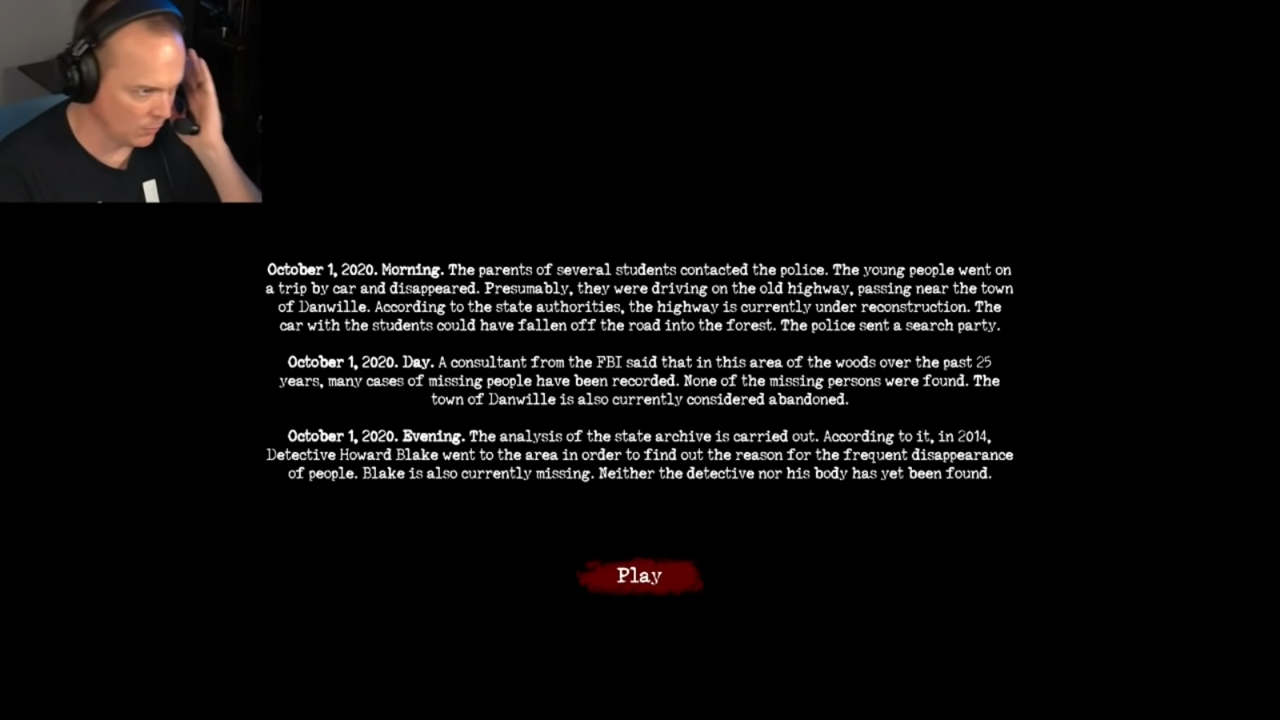 October 1, 2020. Morning. The parents of several students contacted the police. The young people went on
a trip by car and disappeared. Presumably, they were driving on the old highway, passing near the town
of Danwille. According to the state authorities, the highway is currently under reconstruction. The
car with the students could have fallen off the road into the forest. The police sent a search party.
October 1, 2020. Day. A consultant from the FBI said that in this area of the woods over the past 25
years, many cases of missing people have been recorded. None of the missing persons were found. The
town of Danwille is also currently considered abandoned.
October 1, 2020. Evening. The analysis of the state archive is carried out. According to it, in 2014,
Detective Howard Blake went to the area in order to find out the reason for the frequent disappearance
of people. Blake is also currently missing. Neither the detective nor his body has yet been found.
Play